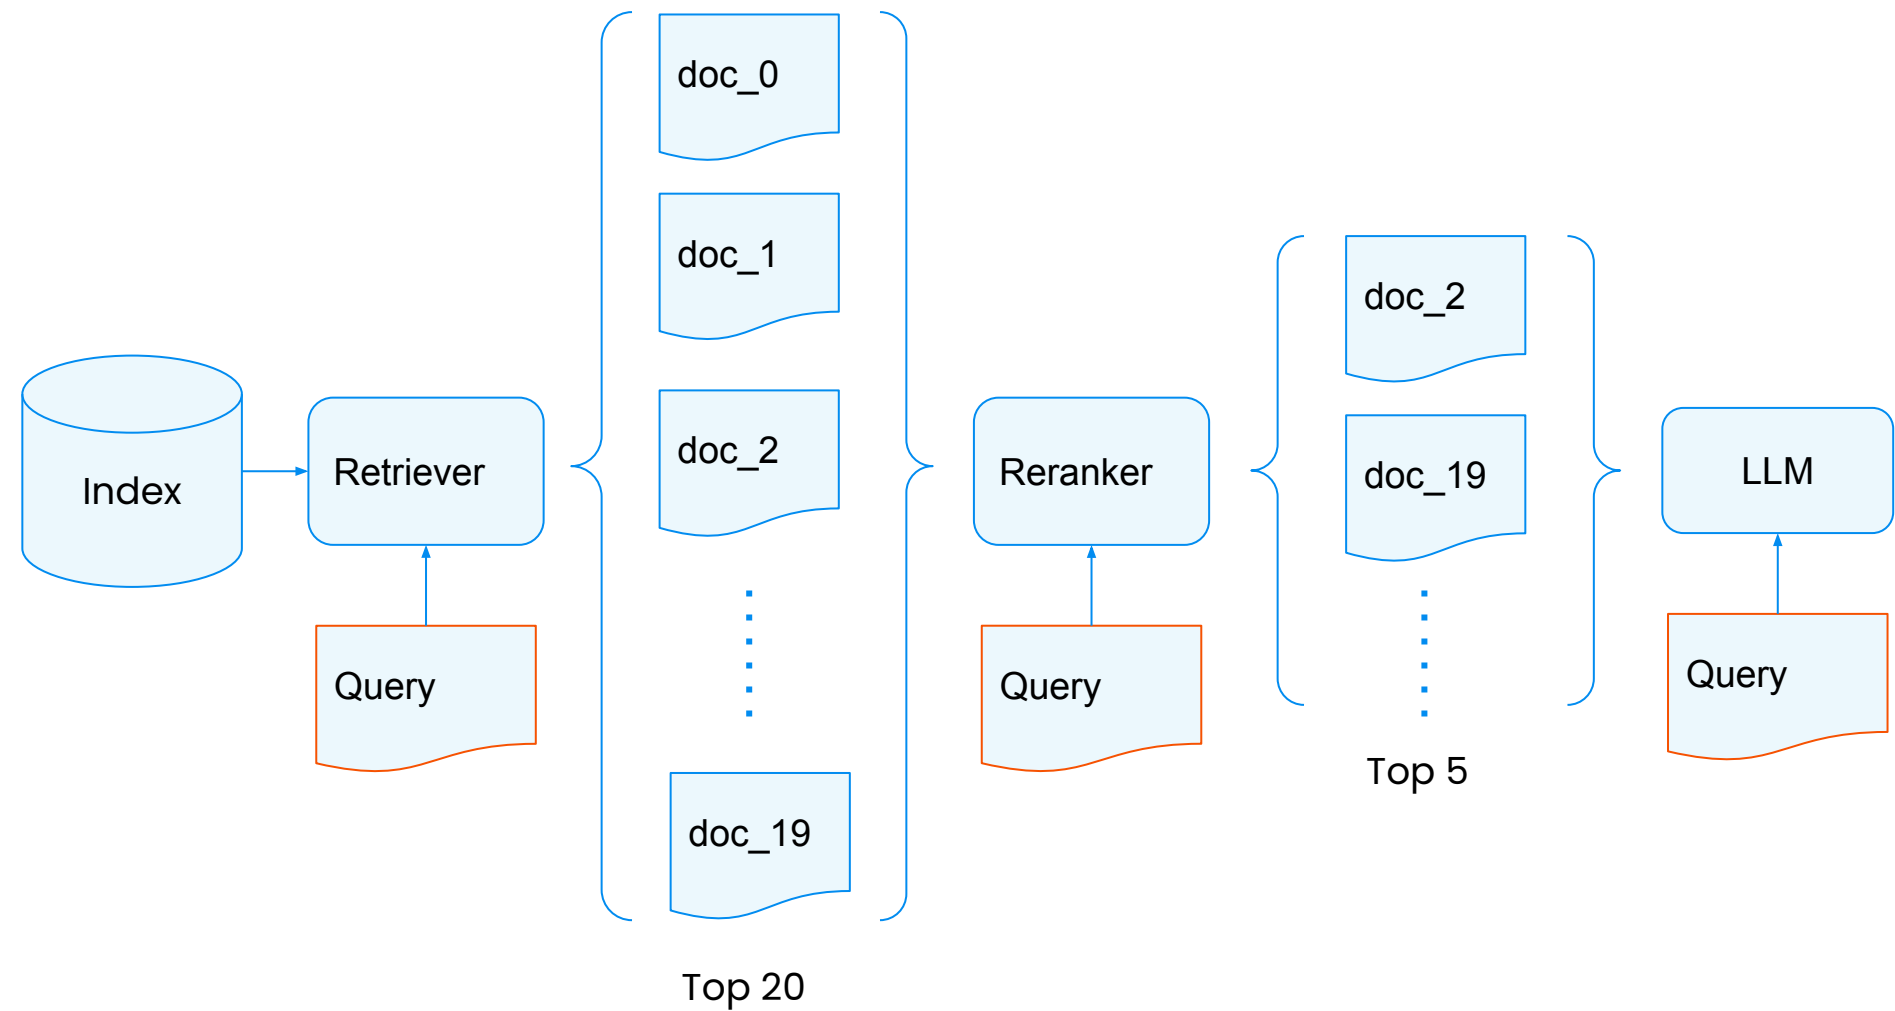 Index
Retriever
Query
doc_0
doc_1
doc_2
doc_19
Top 20
Reranker
Query
doc_2
doc_19
Top 5
LLM
Query